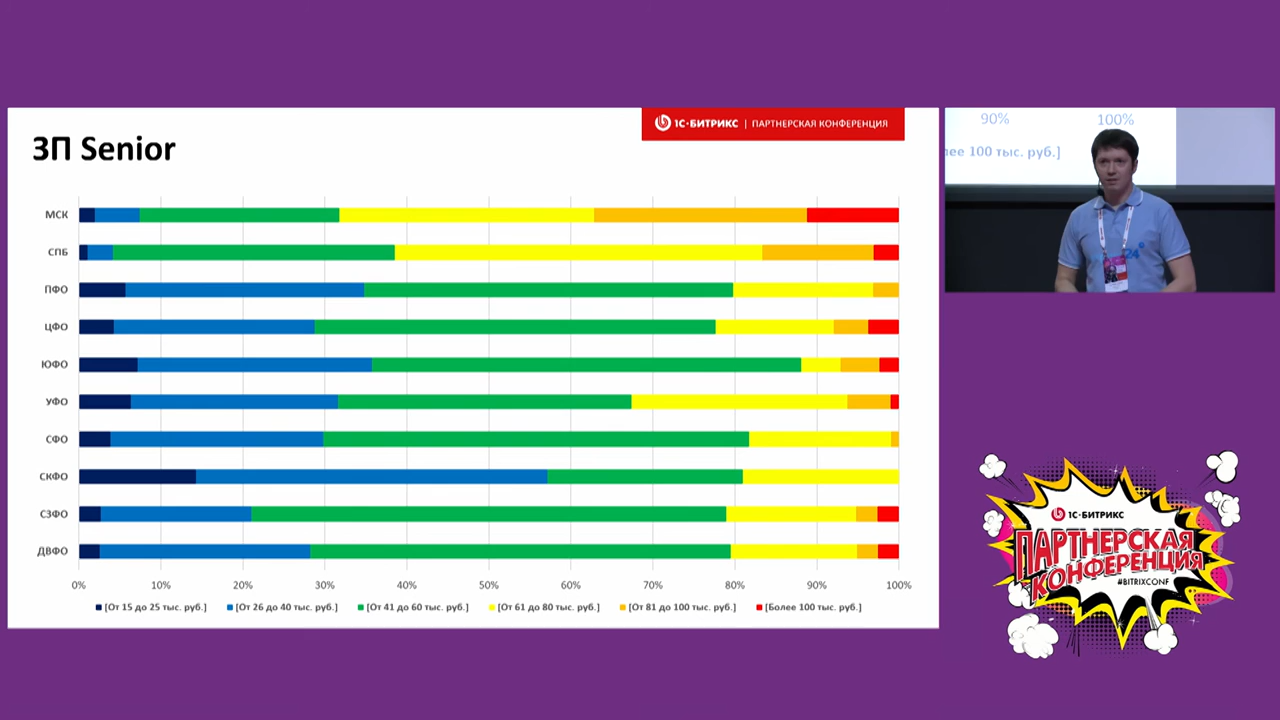 1С·БИТРИКС | ПАРТНЕРСКАЯ КОНФЕРЕНЦИЯ
ЗП Senior
МСК
СПБ
ПФО
ЦФО
ЮФО
УФО
СФО
СКФО
СЗФО
ДВФО
0% 10% 20% 30% 40% 50% 60% 70% 80% 90% 100%
[От 15 до 25 тыс. руб.] [От 26 до 40 тыс. руб.] [От 41 до 60 тыс. руб.] [От 61 до 80 тыс. руб.] [От 81 до 100 тыс. руб.] [Более 100 тыс. руб.]
90% 100%
лее 100 тыс. руб.]
24
1С·БИТРИКС
ПАРТНЕРСКАЯ
КОНФЕРЕНЦИЯ
#BITRIXCONF